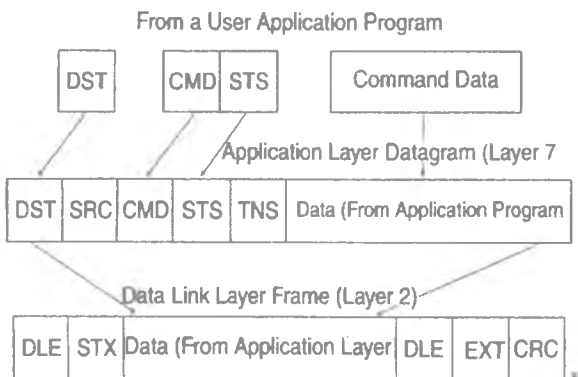 From a User Application Program
DST CMD STS Command Data
Application Layer Datagram (Layer 7
DST SRC CMD STS TNS Data (From Application Program
Data Link Layer Frame (Layer 2)
DLE STX Data (From Application Layer DLE EXT CRC